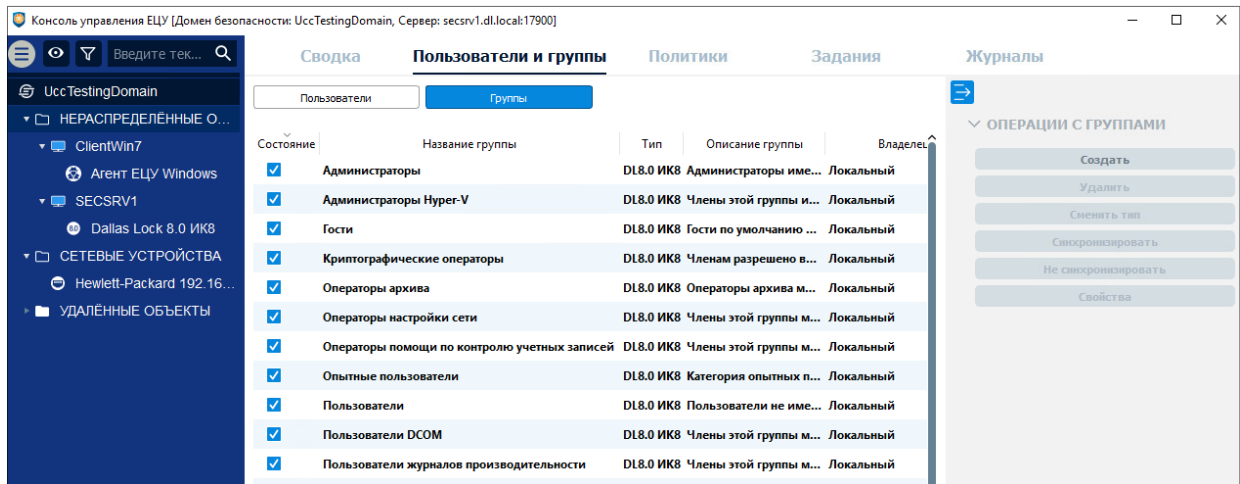 Консоль управления ЕЦУ [Домен безопасности: UccTestingDomain, Сервер: secsrv1.dl.local:17900]
Введите тек...
Сводка Пользователи и группы Политики Задания Журналы
UccTestingDomain
НЕРАСПРЕДЕЛЁННЫЕ О...
ClientWin7
Агент ЕЦУ Windows
SECSRV1
8.0 Dallas Lock 8.0 ИК8
СЕТЕВЫЕ УСТРОЙСТВА
Hewlett-Packard 192.16...
УДАЛЁННЫЕ ОБЪЕКТЫ
Пользователи Группы
Состояние Название группы Тип Описание группы Владелец
Администраторы DL8.0 ИК8 Администраторы име... Локальный
Администраторы Hyper-V DL8.0 ИК8 Члены этой группы и... Локальный
Гости DL8.0 ИК8 Гости по умолчанию ... Локальный
Криптографические операторы DL8.0 ИК8 Членам разрешено в... Локальный
Операторы архива DL8.0 ИК8 Операторы архива м... Локальный
Операторы настройки сети DL8.0 ИК8 Члены этой группы м... Локальный
Операторы помощи по контролю учетных записей DL8.0 ИК8 Члены этой группы м... Локальный
Опытные пользователи DL8.0 ИК8 Категория опытных п... Локальный
Пользователи DL8.0 ИК8 Пользователи не име... Локальный
Пользователи DCOM DL8.0 ИК8 Члены этой группы м... Локальный
Пользователи журналов производительности DL8.0 ИК8 Члены этой группы м... Локальный
ОПЕРАЦИИ С ГРУППАМИ
Создать
Удалить
Сменить тип
Синхронизировать
Не синхронизировать
Свойства